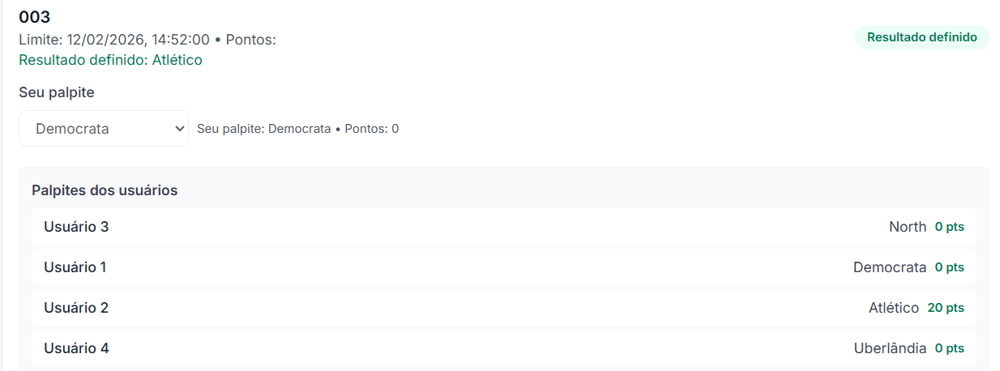 003
Limite: 12/02/2026, 14:52:00 • Pontos:
Resultado definido
Resultado definido: Atlético
Seu palpite
Democrata
Seu palpite: Democrata • Pontos: 0
Palpites dos usuários
Usuário 3 North 0 pts
Usuário 1 Democrata 0 pts
Usuário 2 Atlético 20 pts
Usuário 4 Uberlândia 0 pts